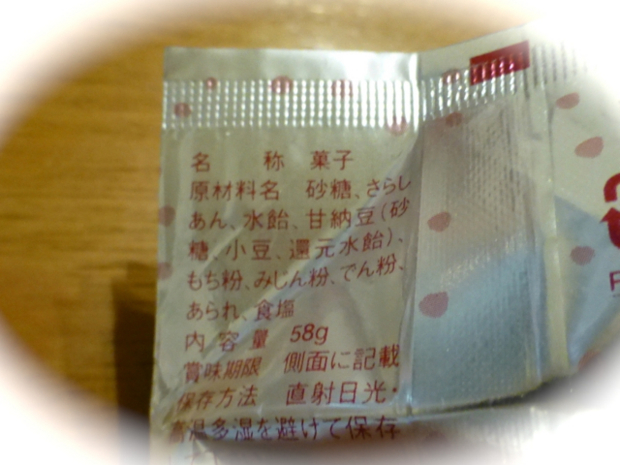 名 称 菓子
原材料名 砂糖、さらし
あん、水飴、甘納豆(砂
糖、小豆、還元水飴)、
もち粉、みじん粉、でん粉、
あられ、食塩
内容量 58g
賞味期限 側面に記載
保存方法 直射日光・
高温多湿を避けて保存